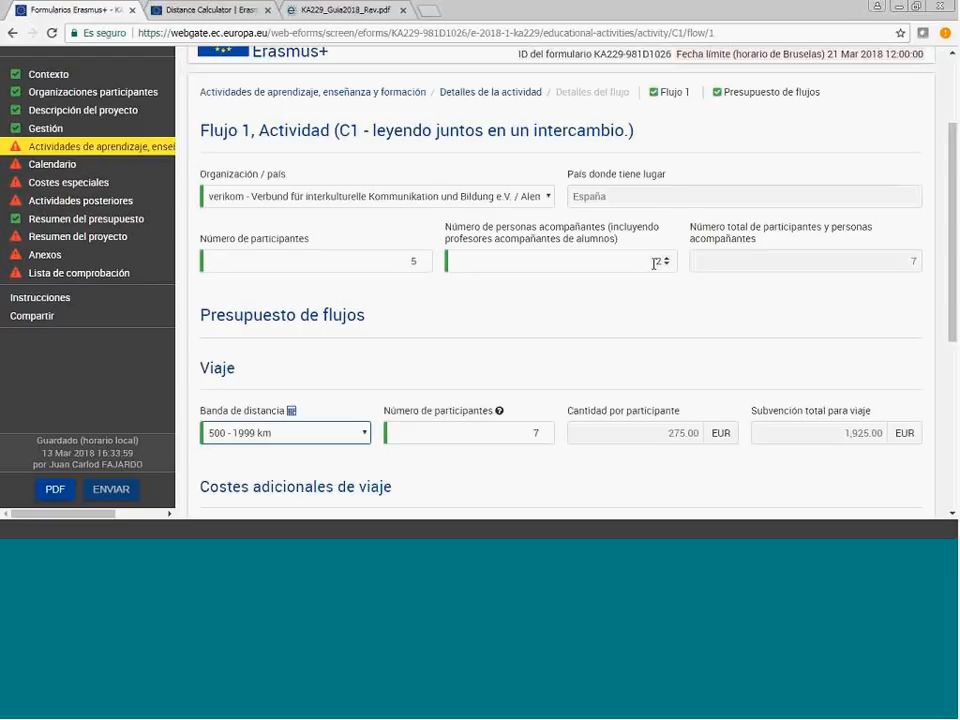 Formularios Erasmus+ - KA
Distance Calculator | Erasm
KA229_Guia2018_Rev.pdf
Es seguro
https://webgate.ec.europa.eu/web-eforms/screen/eforms/KA229-981D1026/e-2018-1-ka229/educational-activities/activity/C1/flow/1
Erasmus+
ID del formulario KA229-981D1026 Fecha límite (horario de Bruselas) 21 Mar 2018 12:00:00
Contexto
Organizaciones participantes
Descripción del proyecto
Gestión
Actividades de aprendizaje, enseñ
Calendario
Costes especiales
Actividades posteriores
Resumen del presupuesto
Resumen del proyecto
Anexos
Lista de comprobación
Instrucciones
Compartir
Guardado (horario local)
13 Mar 2018 16:33:59
por Juan Carlod FAJARDO
PDF
ENVIAR
Actividades de aprendizaje, enseñanza y formación / Detalles de la actividad / Detalles del flujo
Flujo 1
Presupuesto de flujos
Flujo 1, Actividad (C1 - leyendo juntos en un intercambio.)
Organización / país
País donde tiene lugar
verikom - Verbund für interkulturelle Kommunikation und Bildung e.V. / Alem
España
Número de participantes
Número de personas acompañantes (incluyendo
profesores acompañantes de alumnos)
Número total de participantes y personas
acompañantes
5
2
7
Presupuesto de flujos
Viaje
Banda de distancia
Número de participantes
Cantidad por participante
Subvención total para viaje
500 - 1999 km
7
275.00 EUR
1,925.00 EUR
Costes adicionales de viaje